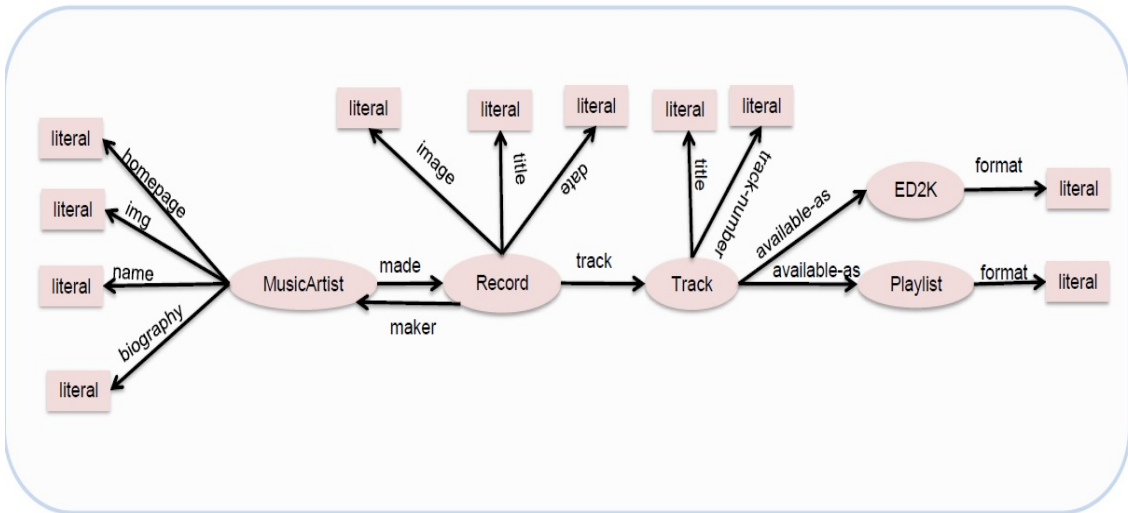 literal
literal
literal
literal
literal
literal
homepage
image
title
date
title
track-number
literal
img
available-as
ED2K
format
literal
literal
name
MusicArtist
made
Record
track
Track
available-as
Playlist
format
literal
maker
biography
literal